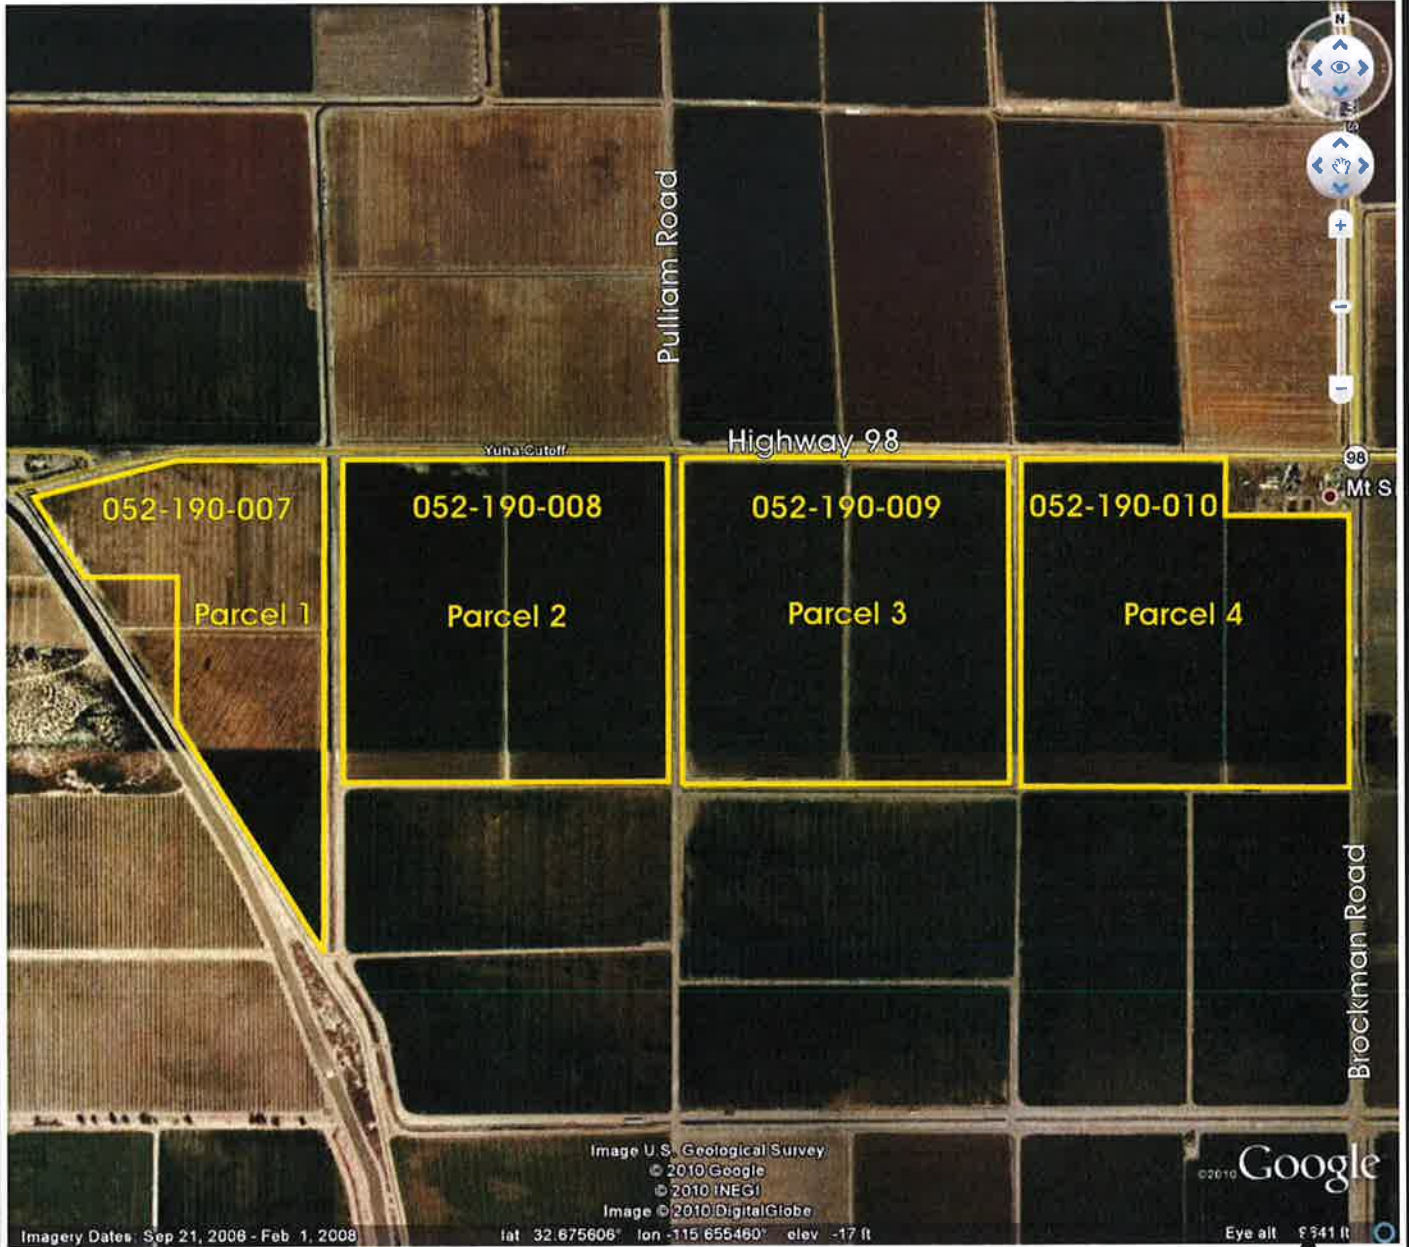 N
Pulliam Road
Highway 98
Yuha Cutoff
98
Mt S
052-190-007
052-190-008
052-190-009
052-190-010
Parcel 1
Parcel 2
Parcel 3
Parcel 4
Brockman Road
Image U.S. Geological Survey
© 2010 Google
© 2010 INEGI
Image © 2010 DigitalGlobe
©2010 Google
Imagery Dates: Sep 21, 2006 - Feb 1, 2008
lat 32.675606° lon -115.655460° elev -17 ft
Eye alt